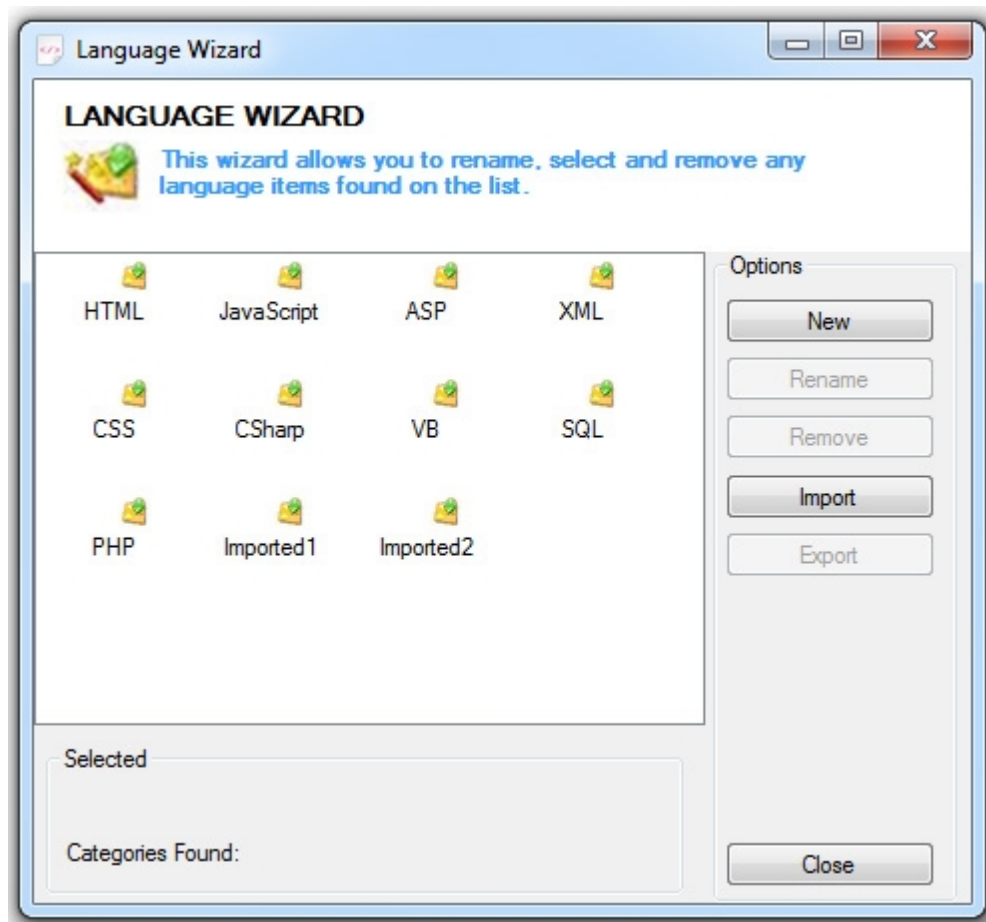 Language Wizard
LANGUAGE WIZARD
This wizard allows you to rename, select and remove any
language items found on the list.
HTML JavaScript ASP XML
CSS CSharp VB SQL
PHP Imported1 Imported2
Options
New
Rename
Remove
Import
Export
Selected
Categories Found:
Close